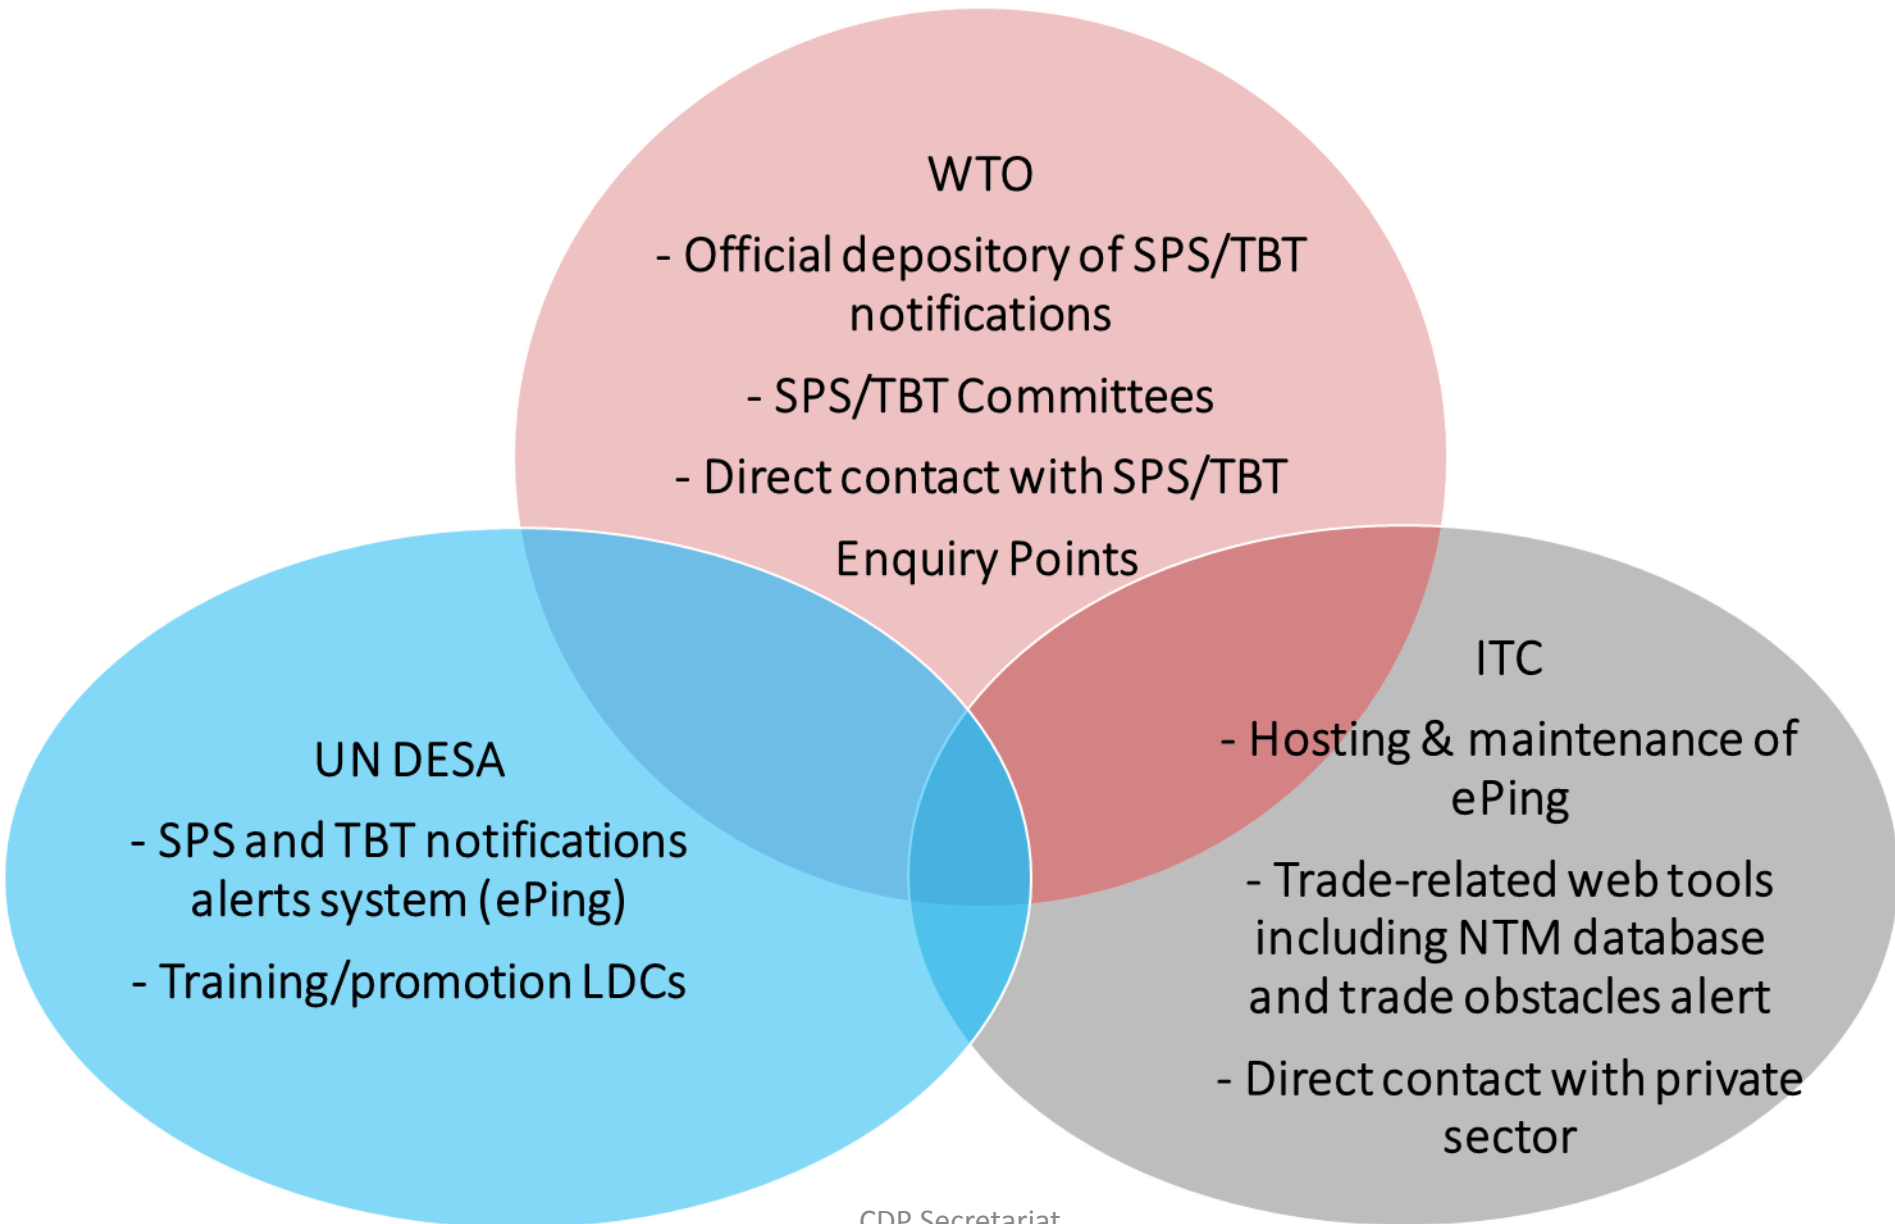 WTO
- Official depository of SPS/TBT
notifications
- SPS/TBT Committees
- Direct contact with SPS/TBT
Enquiry Points
UN DESA
- SPS and TBT notifications
alerts system (ePing)
- Training/promotion LDCs
ITC
- Hosting & maintenance of
ePing
- Trade-related web tools
including NTM database
and trade obstacles alert
- Direct contact with private
sector
CDP Secretariat